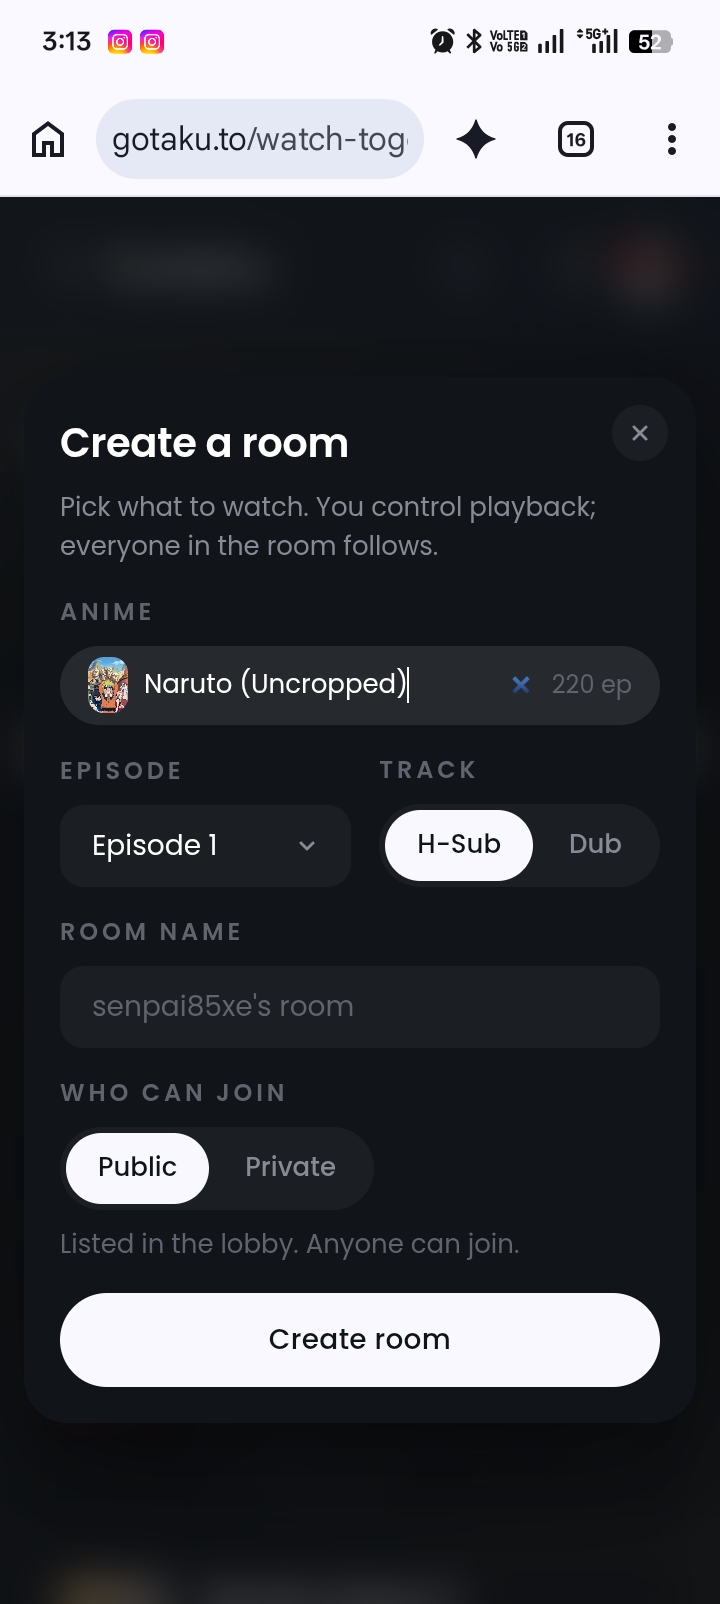 3:13
VoLTE1
Vo 5G2
5G+
52
gotaku.to/watch-tog
16
Create a room
Pick what to watch. You control playback;
everyone in the room follows.
ANIME
Naruto (Uncropped)
220 ep
EPISODE
TRACK
Episode 1
H-Sub
Dub
ROOM NAME
senpai85xe's room
WHO CAN JOIN
Public
Private
Listed in the lobby. Anyone can join.
Create room